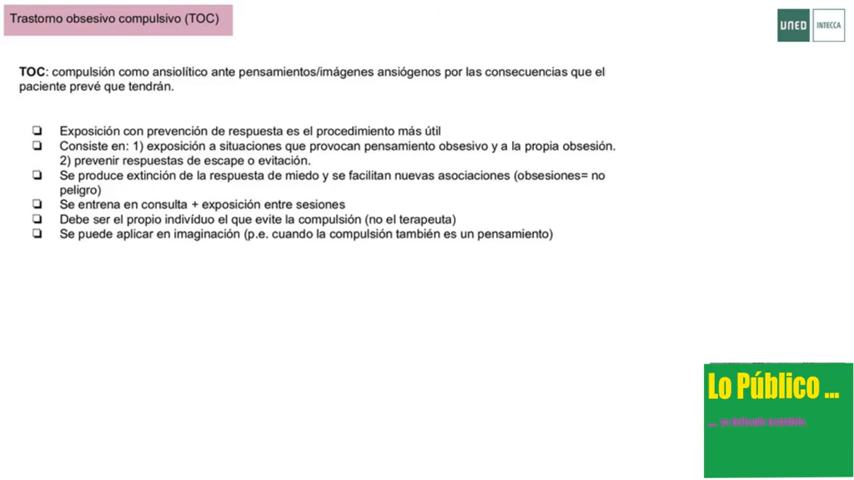 Trastorno obsesivo compulsivo (TOC)
UNED
INTECCA
TOC: compulsión como ansiolítico ante pensamientos/imágenes ansiógenos por las consecuencias que el
paciente prevé que tendrán.
❏ Exposición con prevención de respuesta es el procedimiento más útil
❏ Consiste en: 1) exposición a situaciones que provocan pensamiento obsesivo y a la propia obsesión.
2) prevenir respuestas de escape o evitación.
❏ Se produce extinción de la respuesta de miedo y se facilitan nuevas asociaciones (obsesiones= no
peligro)
❏ Se entrena en consulta + exposición entre sesiones
❏ Debe ser el propio indivíduo el que evite la compulsión (no el terapeuta)
❏ Se puede aplicar en imaginación (p.e. cuando la compulsión también es un pensamiento)
Lo Público ...